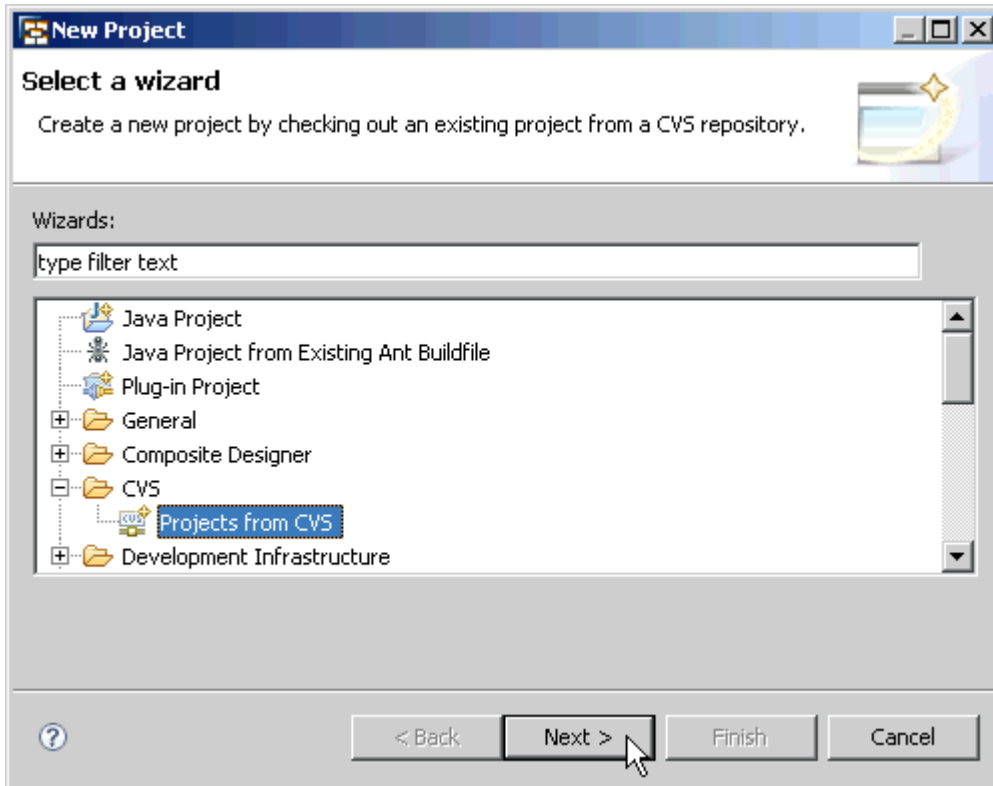 New Project
Select a wizard
Create a new project by checking out an existing project from a CVS repository.
Wizards:
type filter text
Java Project
Java Project from Existing Ant Buildfile
Plug-in Project
General
Composite Designer
CVS
Projects from CVS
Development Infrastructure
? < Back Next > Finish Cancel